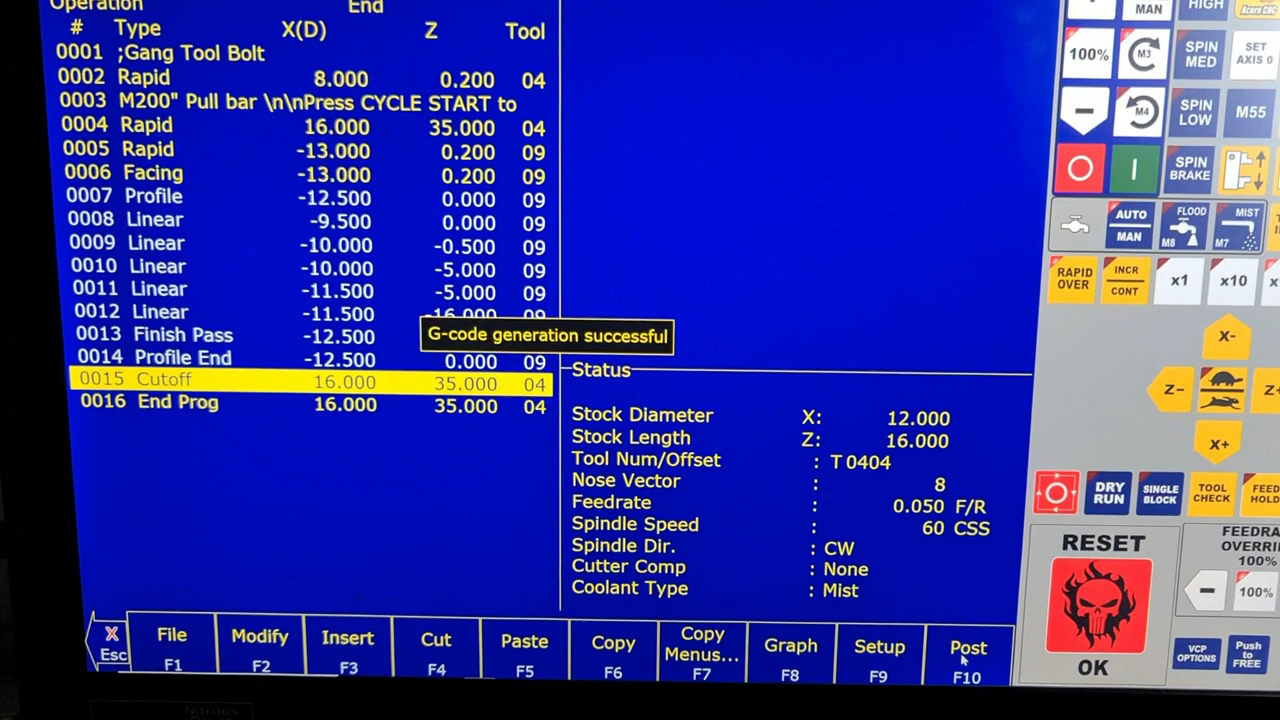 Operation End
# Type X(D) Z Tool
0001 ;Gang Tool Bolt
0002 Rapid 8.000 0.200 04
0003 M200" Pull bar \n\nPress CYCLE START to
0004 Rapid 16.000 35.000 04
0005 Rapid -13.000 0.200 09
0006 Facing -13.000 0.200 09
0007 Profile -12.500 0.000 09
0008 Linear -9.500 0.000 09
0009 Linear -10.000 -0.500 09
0010 Linear -10.000 -5.000 09
0011 Linear -11.500 -5.000 09
0012 Linear -11.500 -16.000 09
0013 Finish Pass -12.500
G-code generation successful
0014 Profile End -12.500 0.000 09
0015 Cutoff 16.000 35.000 04
0016 End Prog 16.000 35.000 04
Status
Stock Diameter X: 12.000
Stock Length Z: 16.000
Tool Num/Offset : T 0404
Nose Vector : 8
Feedrate : 0.050 F/R
Spindle Speed : 60 CSS
Spindle Dir. : CW
Cutter Comp : None
Coolant Type : Mist
X Esc
File F1
Modify F2
Insert F3
Cut F4
Paste F5
Copy F6
Copy Menus... F7
Graph F8
Setup F9
Post F10
MAN
HIGH
Acorn CNC
100%
M3
SPIN MED
SET AXIS 0
M4
SPIN LOW
M55
SPIN BRAKE
AUTO MAN
FLOOD M8
MIST M7
RAPID OVER
INCR CONT
x1
x10
X-
Z-
X+
DRY RUN
SINGLE BLOCK
TOOL CHECK
FEED HOLD
RESET
OK
100%
100%
VCP OPTIONS
Push to FREE
Nitrous